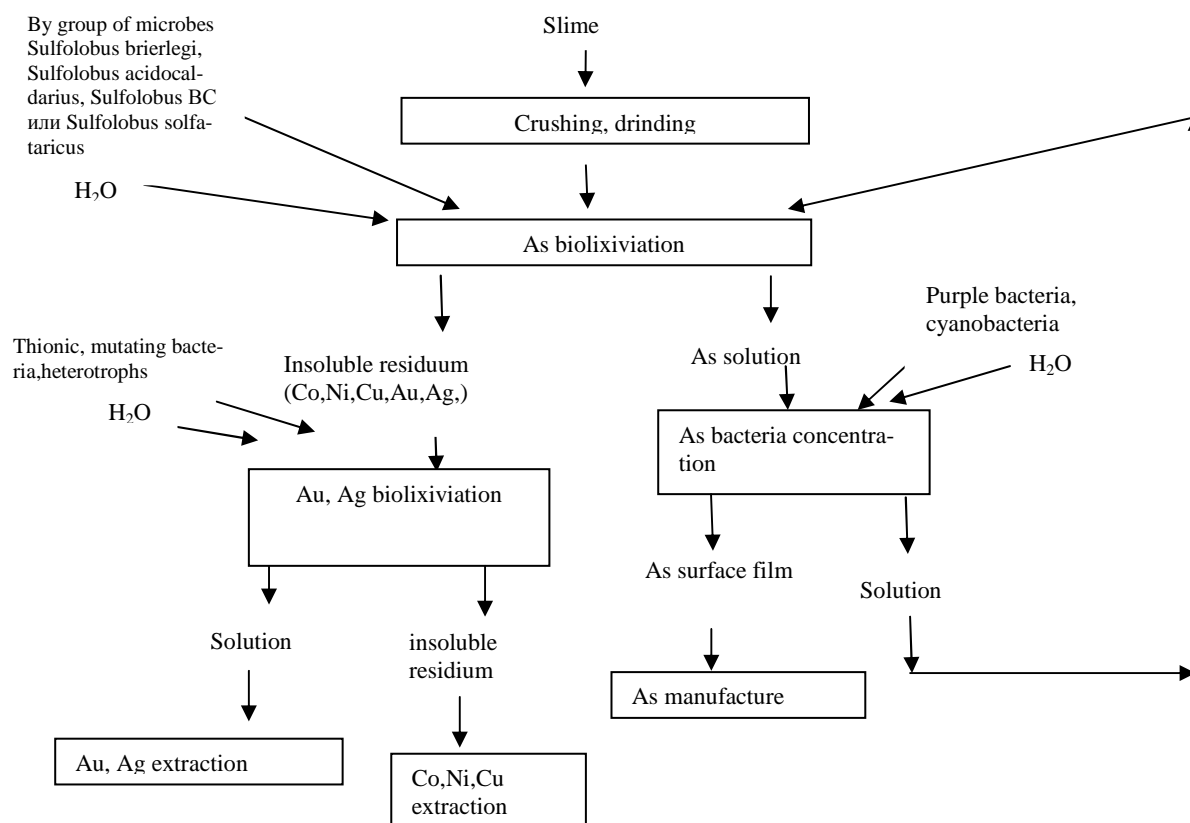 By group of microbes
Sulfolobus brierlegi,
Sulfolobus acidocal-
darius, Sulfolobus BC
или Sulfolobus solfa-
taricus
Slime
Crushing, drinding
H₂O
As biolixiviation
Purple bacteria,
cyanobacteria
H₂O
Thionic, mutating bacte-
ria,heterotrophs
H₂O
Insoluble residuum
(Co,Ni,Cu,Au,Ag,)
As solution
As bacteria concentra-
tion
Au, Ag biolixiviation
As surface film
Solution
Solution
insoluble
residium
As manufacture
Au, Ag extraction
Co,Ni,Cu
extraction